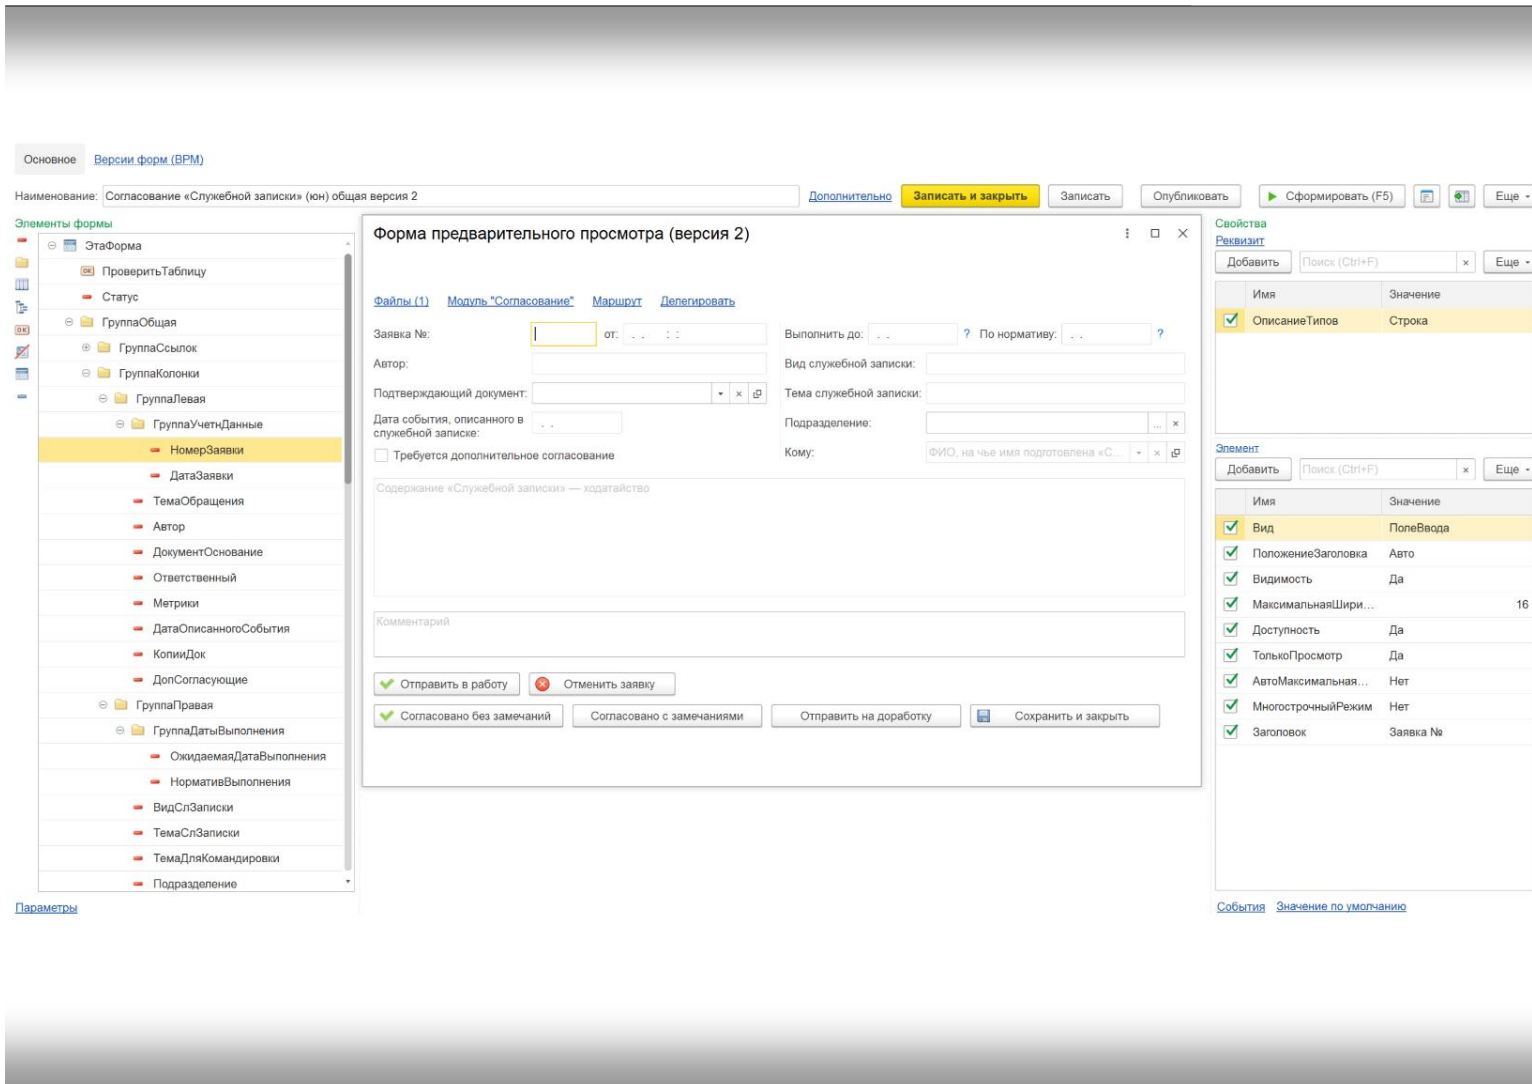 Основное Версии форм (BPM)
Наименование: Согласование «Служебной записки» (юн) общая версия 2 Дополнительно Записать и закрыть Записать Опубликовать Сформировать (F5) Еще
Элементы формы
ЭтаФорма
ПроверитьТаблицу
Статус
ГруппаОбщая
ГруппаСсылок
ГруппаКолонки
ГруппаЛевая
ГруппаУчетнДанные
НомерЗаявки
ДатаЗаявки
ТемаОбращения
Автор
ДокументОснование
Ответственный
Метрики
ДатаОписанногоСобытия
КопииДок
ДопСогласующие
ГруппаПравая
ГруппаДатыВыполнения
ОжидаемаяДатаВыполнения
НормативВыполнения
ВидСлЗаписки
ТемаСлЗаписки
ТемаДляКомандировки
Подразделение
Параметры
Форма предварительного просмотра (версия 2)
Файлы (1) Модуль "Согласование" Маршрут Делегировать
Заявка №: от: . . : : Выполнить до: . . ? По нормативу: . . ?
Автор: Вид служебной записки:
Подтверждающий документ: Тема служебной записки:
Дата события, описанного в
служебной записке: . . Подразделение: ...
Требуется дополнительное согласование Кому: ФИО, на чье имя подготовлена «С...
Содержание «Служебной записки» — ходатайство
Комментарий
Отправить в работу Отменить заявку
Согласовано без замечаний Согласовано с замечаниями Отправить на доработку Сохранить и закрыть
Свойства
Реквизит
Добавить Поиск (Ctrl+F) × Еще
Имя Значение
ОписаниеТипов Строка
Элемент
Добавить Поиск (Ctrl+F) × Еще
Имя Значение
Вид ПолеВвода
ПоложениеЗаголовка Авто
Видимость Да
МаксимальнаяШири... 16
Доступность Да
ТолькоПросмотр Да
АвтоМаксимальная... Нет
МногострочныйРежим Нет
Заголовок Заявка №
События Значение по умолчанию